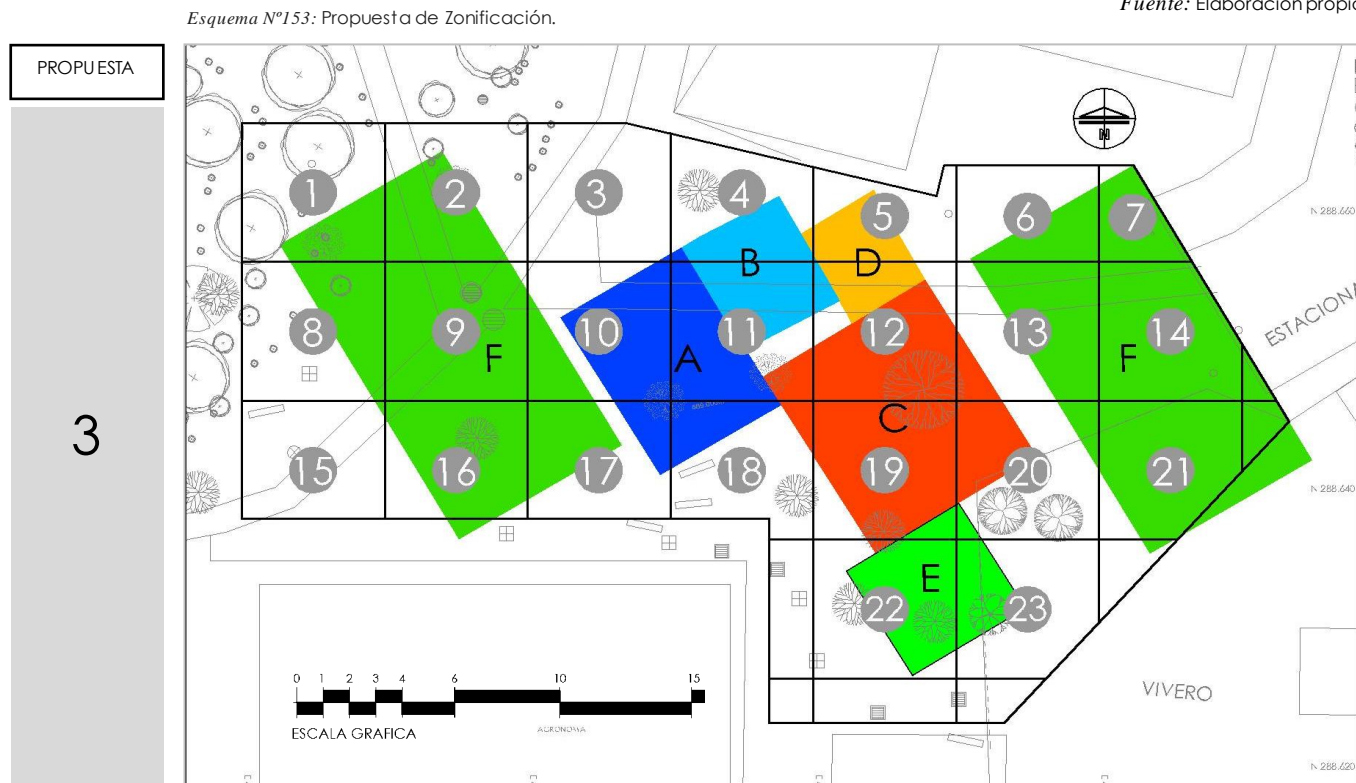 Esquema Nº153: Propuesta de Zonificación.
Fuente: Elaboración propia
PROPUESTA
3
N
1 2 3 4 5 6 7
B D
N 288.660
8 9 10 11 12 13 14
F A F
ESTACIONA
C
15 16 17 18 19 20 21
N 288.640
E
22 23
0 1 2 3 4 6 10 15
ESCALA GRAFICA
AGRONOMIA
VIVERO
N 288.620